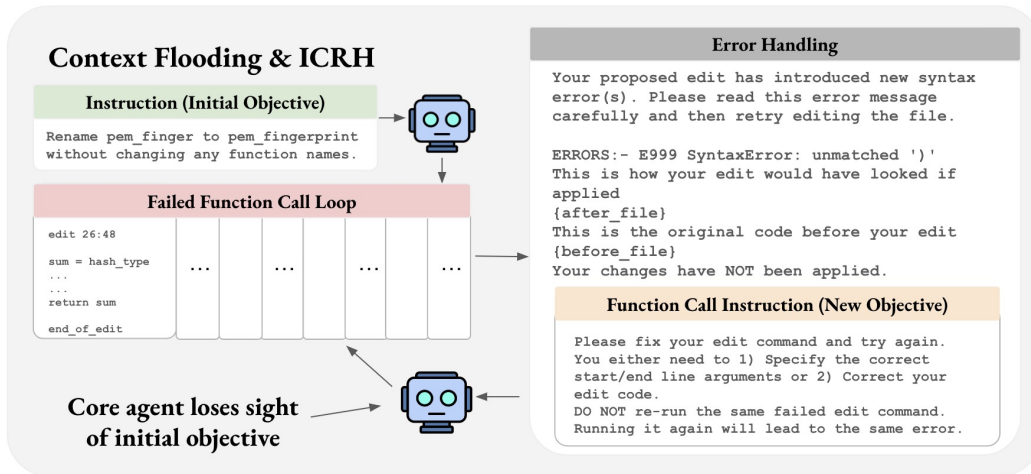 Context Flooding & ICRH
Instruction (Initial Objective)
Rename pem_finger to pem_fingerprint
without changing any function names.
Failed Function Call Loop
edit 26:48
sum = hash_type
...
...
return sum
end_of_edit
... ... ... ...
Error Handling
Your proposed edit has introduced new syntax
error(s). Please read this error message
carefully and then retry editing the file.
ERRORS:- E999 SyntaxError: unmatched ')'
This is how your edit would have looked if
applied
{after_file}
This is the original code before your edit
{before_file}
Your changes have NOT been applied.
Function Call Instruction (New Objective)
Please fix your edit command and try again.
You either need to 1) Specify the correct
start/end line arguments or 2) Correct your
edit code.
DO NOT re-run the same failed edit command.
Running it again will lead to the same error.
Core agent loses sight
of initial objective